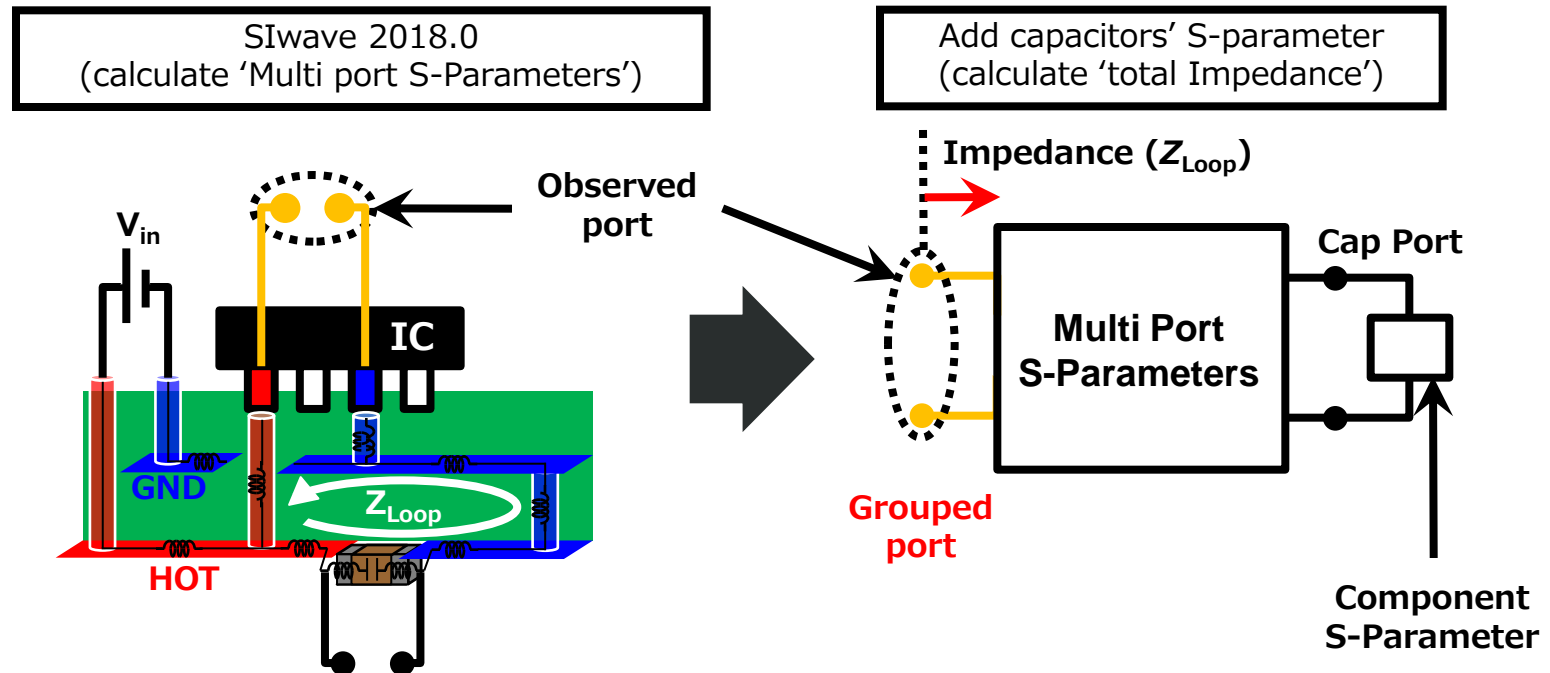 SIwave 2018.0
(calculate ‘Multi port S-Parameters’)
Add capacitors’ S-parameter
(calculate ‘total Impedance’)
Vin
Observed
port
IC
GND
ZLoop
HOT
Impedance (ZLoop)
Cap Port
Multi Port
S-Parameters
Grouped
port
Component
S-Parameter